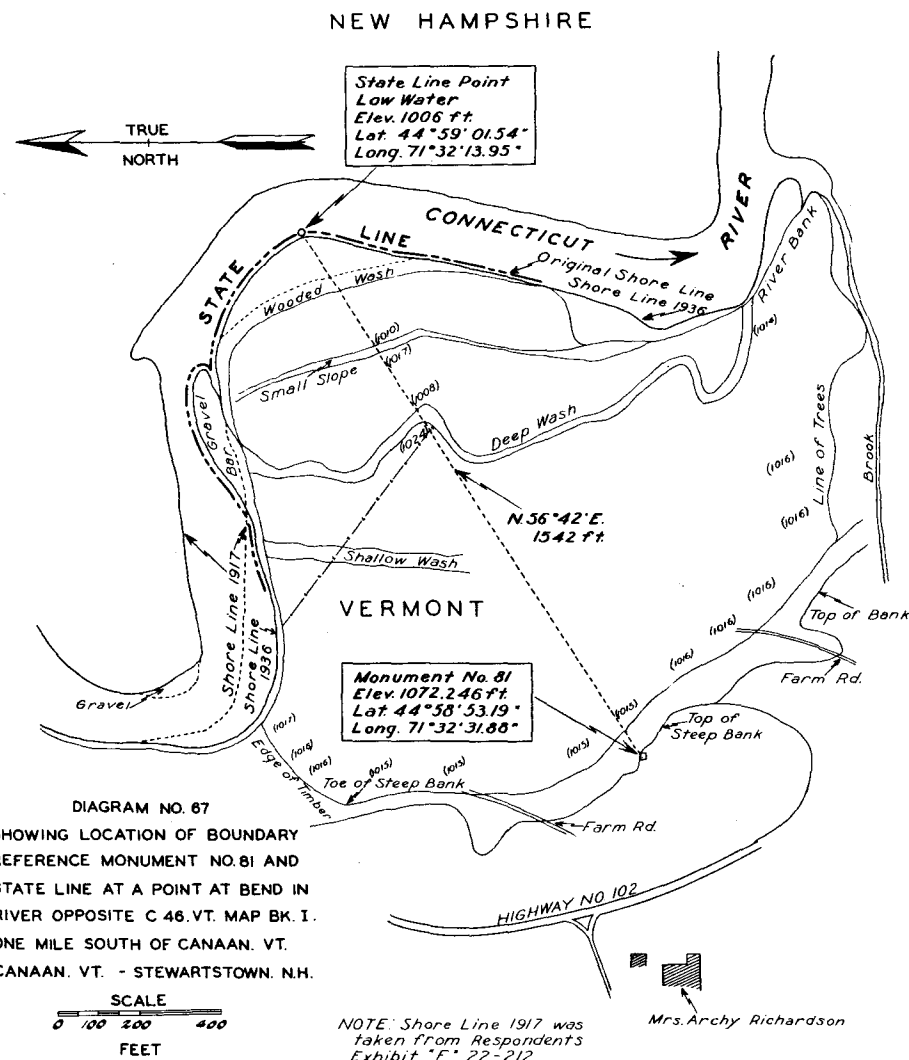 NEW HAMPSHIRE
State Line Point
Low Water
Elev. 1006 ft.
Lat. 44°59'01.54"
Long. 71°32'13.95"
TRUE
NORTH
CONNECTICUT
RIVER
STATE
LINE
Original Shore Line
Shore Line 1936
River Bank
Wooded Wash
(1010)
(1017)
(1014)
Small Slope
(1008)
Gravel
Bar
(1024)
Deep Wash
Line of Trees
(1016)
Brook
(1016)
N.56°42'E.
1542 ft.
Shallow Wash
Shore Line 1917
VERMONT
(1016)
(1016)
(1016)
(1016)
Top of Bank
Shore Line
1936
Farm Rd.
Gravel
Monument No. 81
Elev. 1072.246 ft.
Lat. 44°58'53.19"
Long. 71°32'31.88"
(1015)
Top of
Steep Bank
(1017)
(1016)
(1016)
(1015)
(1015)
(1015)
Edge of Timber
Toe of Steep Bank
Farm Rd.
DIAGRAM NO. 67
SHOWING LOCATION OF BOUNDARY
REFERENCE MONUMENT NO. 81 AND
STATE LINE AT A POINT AT BEND IN
RIVER OPPOSITE C 46. VT. MAP BK. I.
ONE MILE SOUTH OF CANAAN. VT.
CANAAN. VT. - STEWARTSTOWN. N.H.
HIGHWAY NO 102
SCALE
0 100 200 400
FEET
Mrs. Archy Richardson
NOTE: Shore Line 1917 was
taken from Respondents
Exhibit "F" 22-212